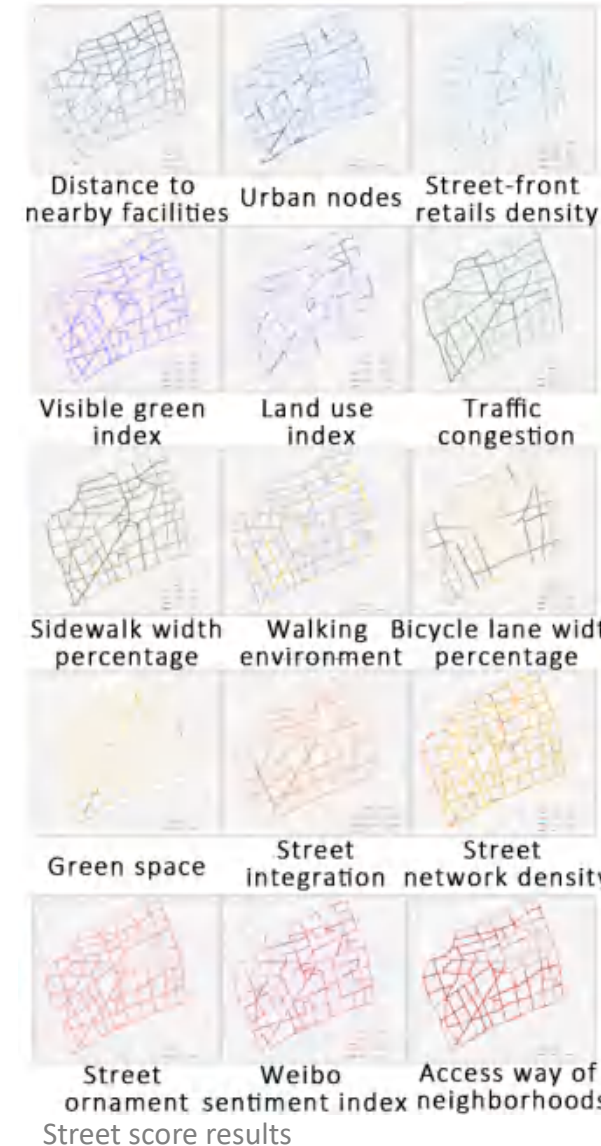 Distance to
nearby facilities
Urban nodes
Street-front
retails density
Visible green
index
Land use
index
Traffic
congestion
Sidewalk width
percentage
Walking
environment
Bicycle lane widt
percentage
Green space
Street
integration
Street
network density
Street
ornament
Weibo
sentiment index
Access way of
neighborhoods
Street score results